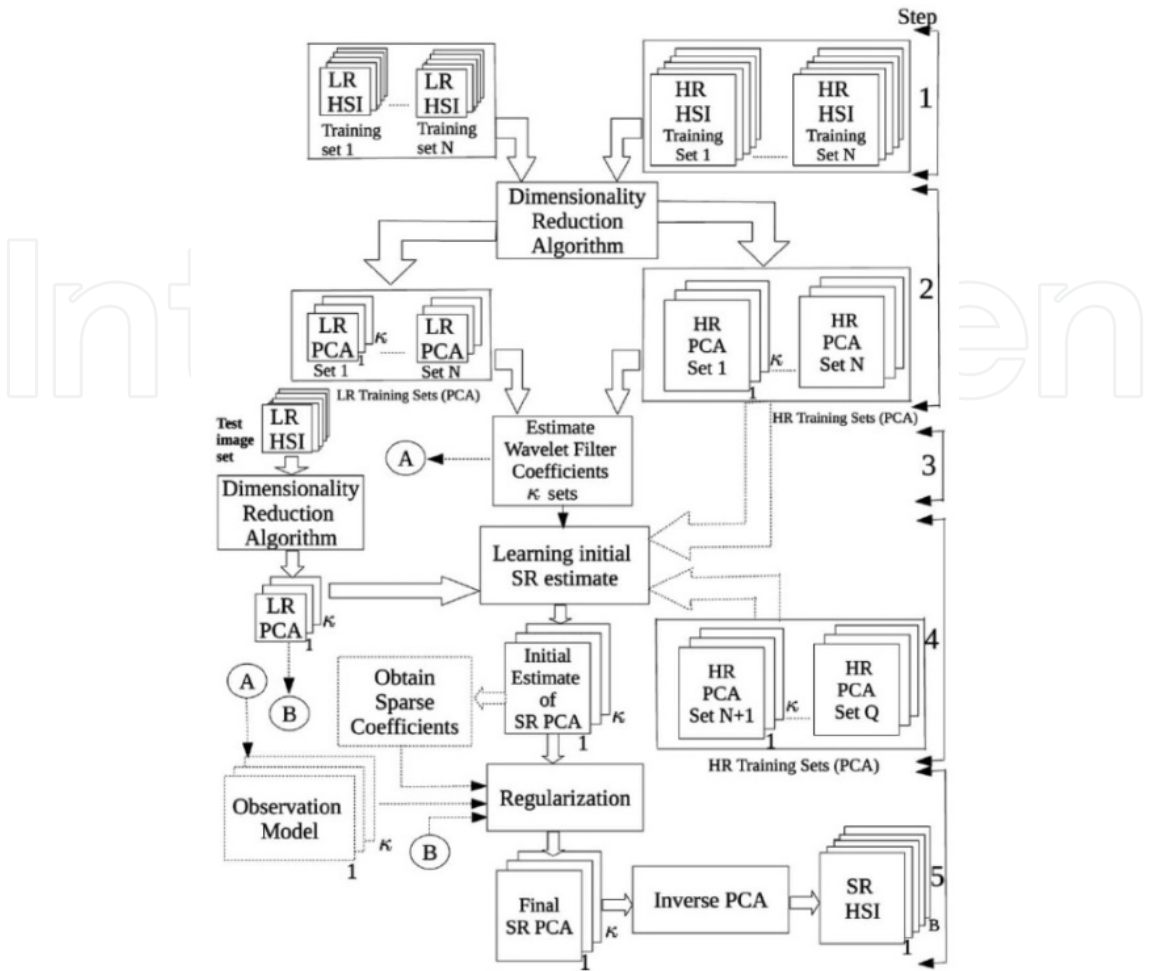 Step
LR
HSI
Training
set 1
......
LR
HSI
Training
set N
HR
HSI
Training
Set 1
......
HR
HSI
Training
Set N
1
Dimensionality
Reduction
Algorithm
2
LR
PCA
Set 1
1
κ
......
LR
PCA
Set N
LR Training Sets (PCA)
HR
PCA
Set 1
1
κ
......
HR
PCA
Set N
HR Training Sets (PCA)
Test
image
set
LR
HSI
A
Estimate
Wavelet Filter
Coefficients
κ sets
3
Dimensionality
Reduction
Algorithm
Learning initial
SR estimate
LR
PCA
1
κ
B
A
Obtain
Sparse
Coefficients
Initial
Estimate
of
SR PCA
1
κ
HR
PCA
Set N+1
1
κ
......
HR
PCA
Set Q
4
HR Training Sets (PCA)
Observation
Model
1
κ
B
Regularization
Final
SR PCA
1
κ
Inverse PCA
SR
HSI
1
B
5